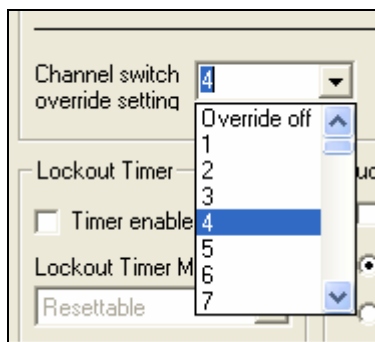 Channel switch
override setting
4
Override off
1
2
3
4
5
6
7
Lockout Timer
Timer enable
Lockout Timer M
Resettable